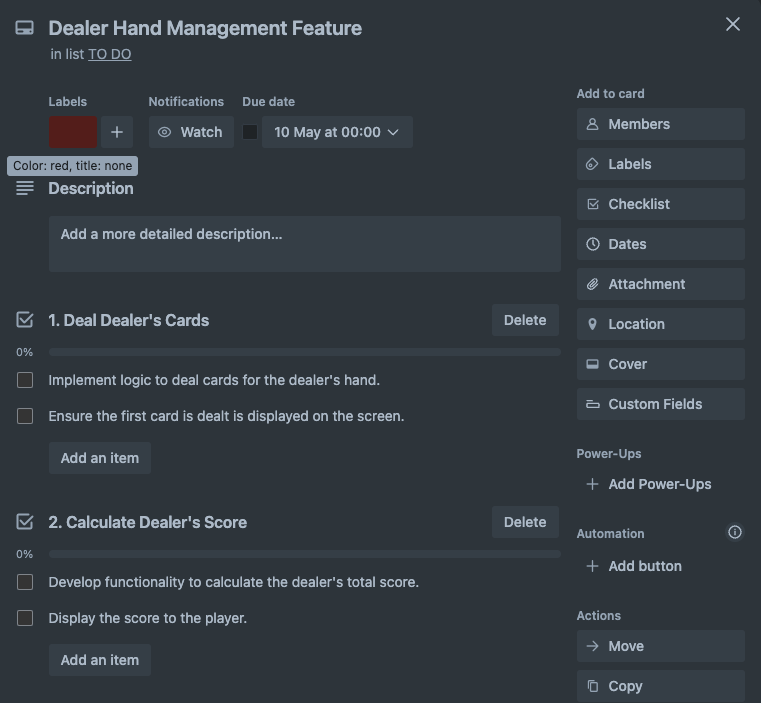 Dealer Hand Management Feature
in list TO DO
Labels
Notifications
Due date
Watch
10 May at 00:00
Color: red, title: none
Description
Add a more detailed description...
1. Deal Dealer's Cards
Delete
0%
Implement logic to deal cards for the dealer's hand.
Ensure the first card is dealt is displayed on the screen.
Add an item
2. Calculate Dealer's Score
Delete
0%
Develop functionality to calculate the dealer's total score.
Display the score to the player.
Add an item
Add to card
Members
Labels
Checklist
Dates
Attachment
Location
Cover
Custom Fields
Power-Ups
Add Power-Ups
Automation
Add button
Actions
Move
Copy